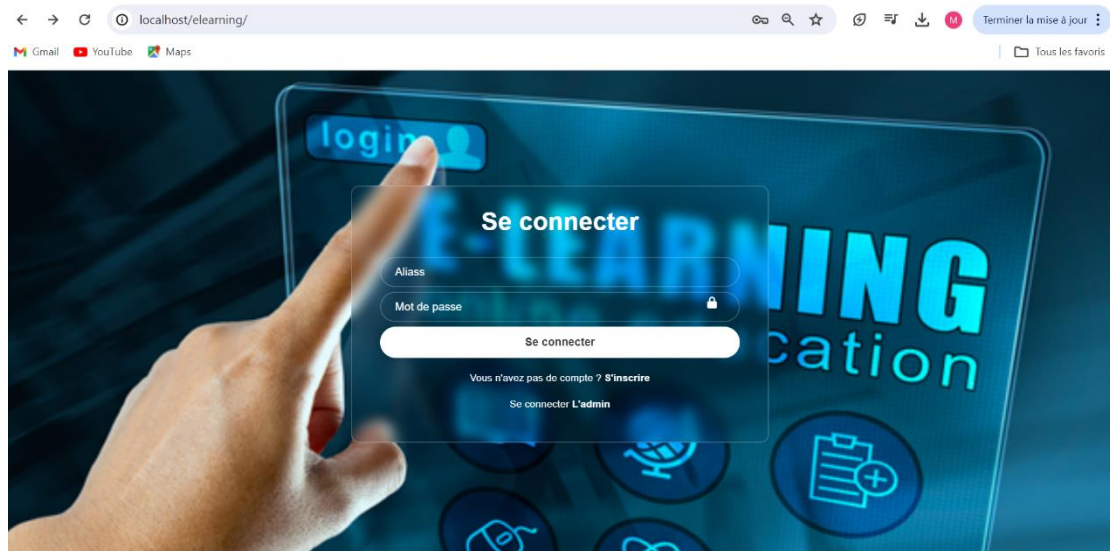 localhost/elearning/
Terminer la mise à jour
M
Gmail
YouTube
Maps
Tous les favoris
login
E-LEARNING
Se connecter
Aliass
Mot de passe
Se connecter
Vous n'avez pas de compte ? S'inscrire
Se connecter L'admin